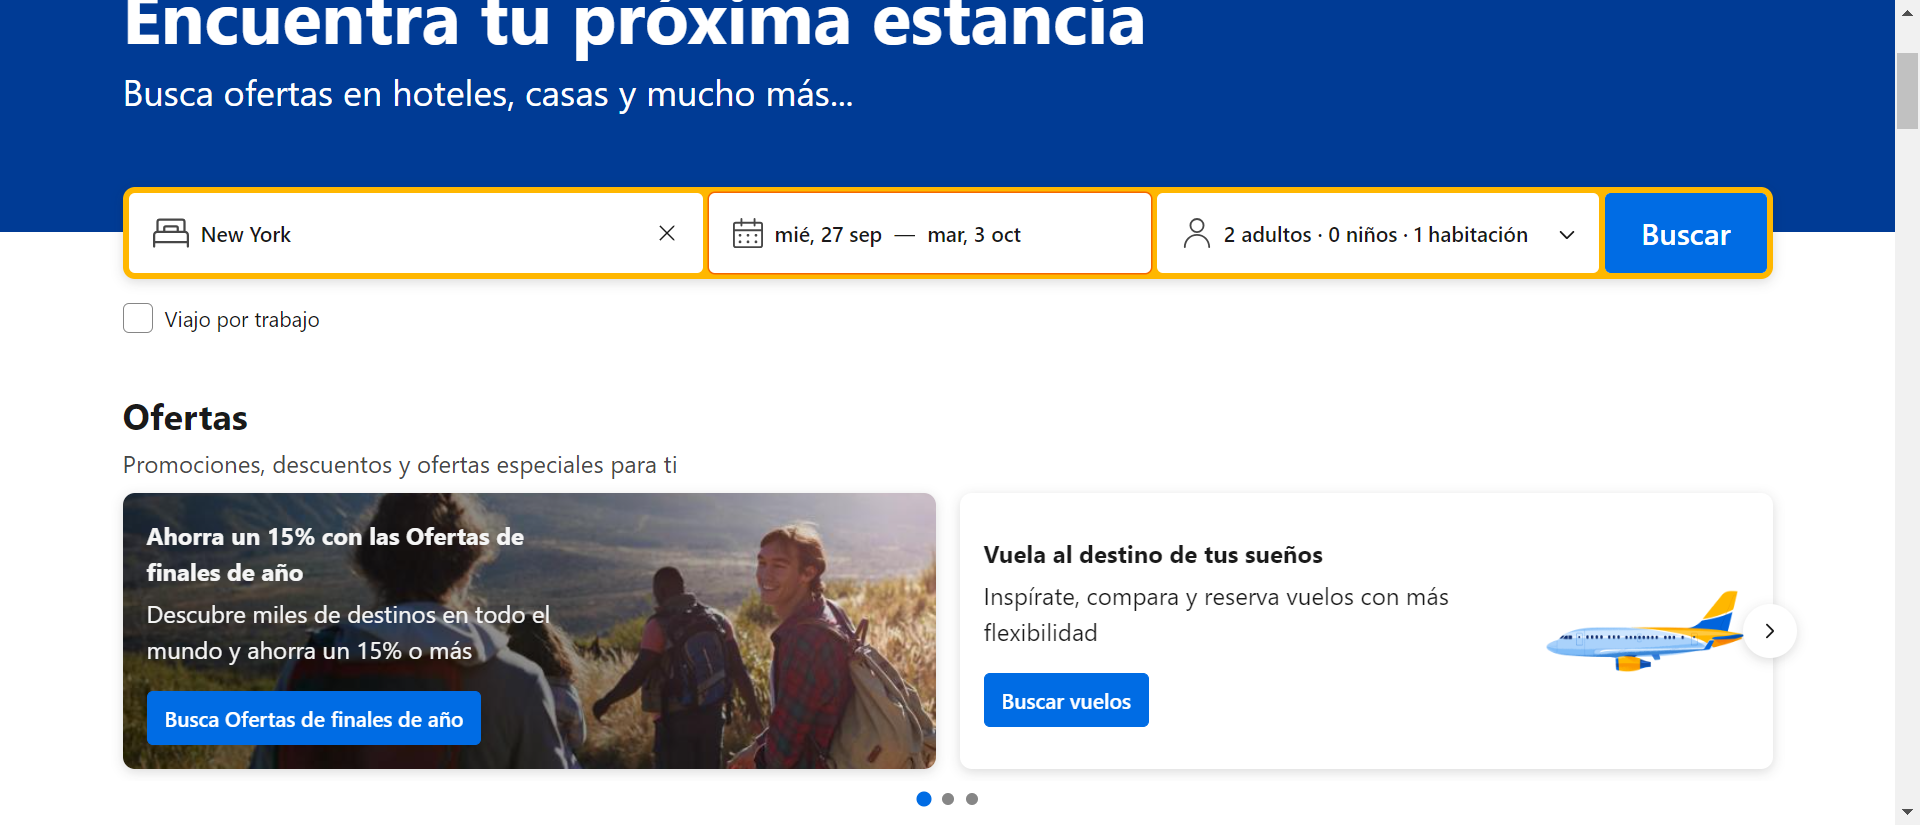 Encuentra tu próxima estancia
Busca ofertas en hoteles, casas y mucho más...
New York
mié, 27 sep — mar, 3 oct
2 adultos · 0 niños · 1 habitación
Buscar
Viajo por trabajo
Ofertas
Promociones, descuentos y ofertas especiales para ti
Ahorra un 15% con las Ofertas de
finales de año
Descubre miles de destinos en todo el
mundo y ahorra un 15% o más
Busca Ofertas de finales de año
Vuela al destino de tus sueños
Inspírate, compara y reserva vuelos con más
flexibilidad
Buscar vuelos